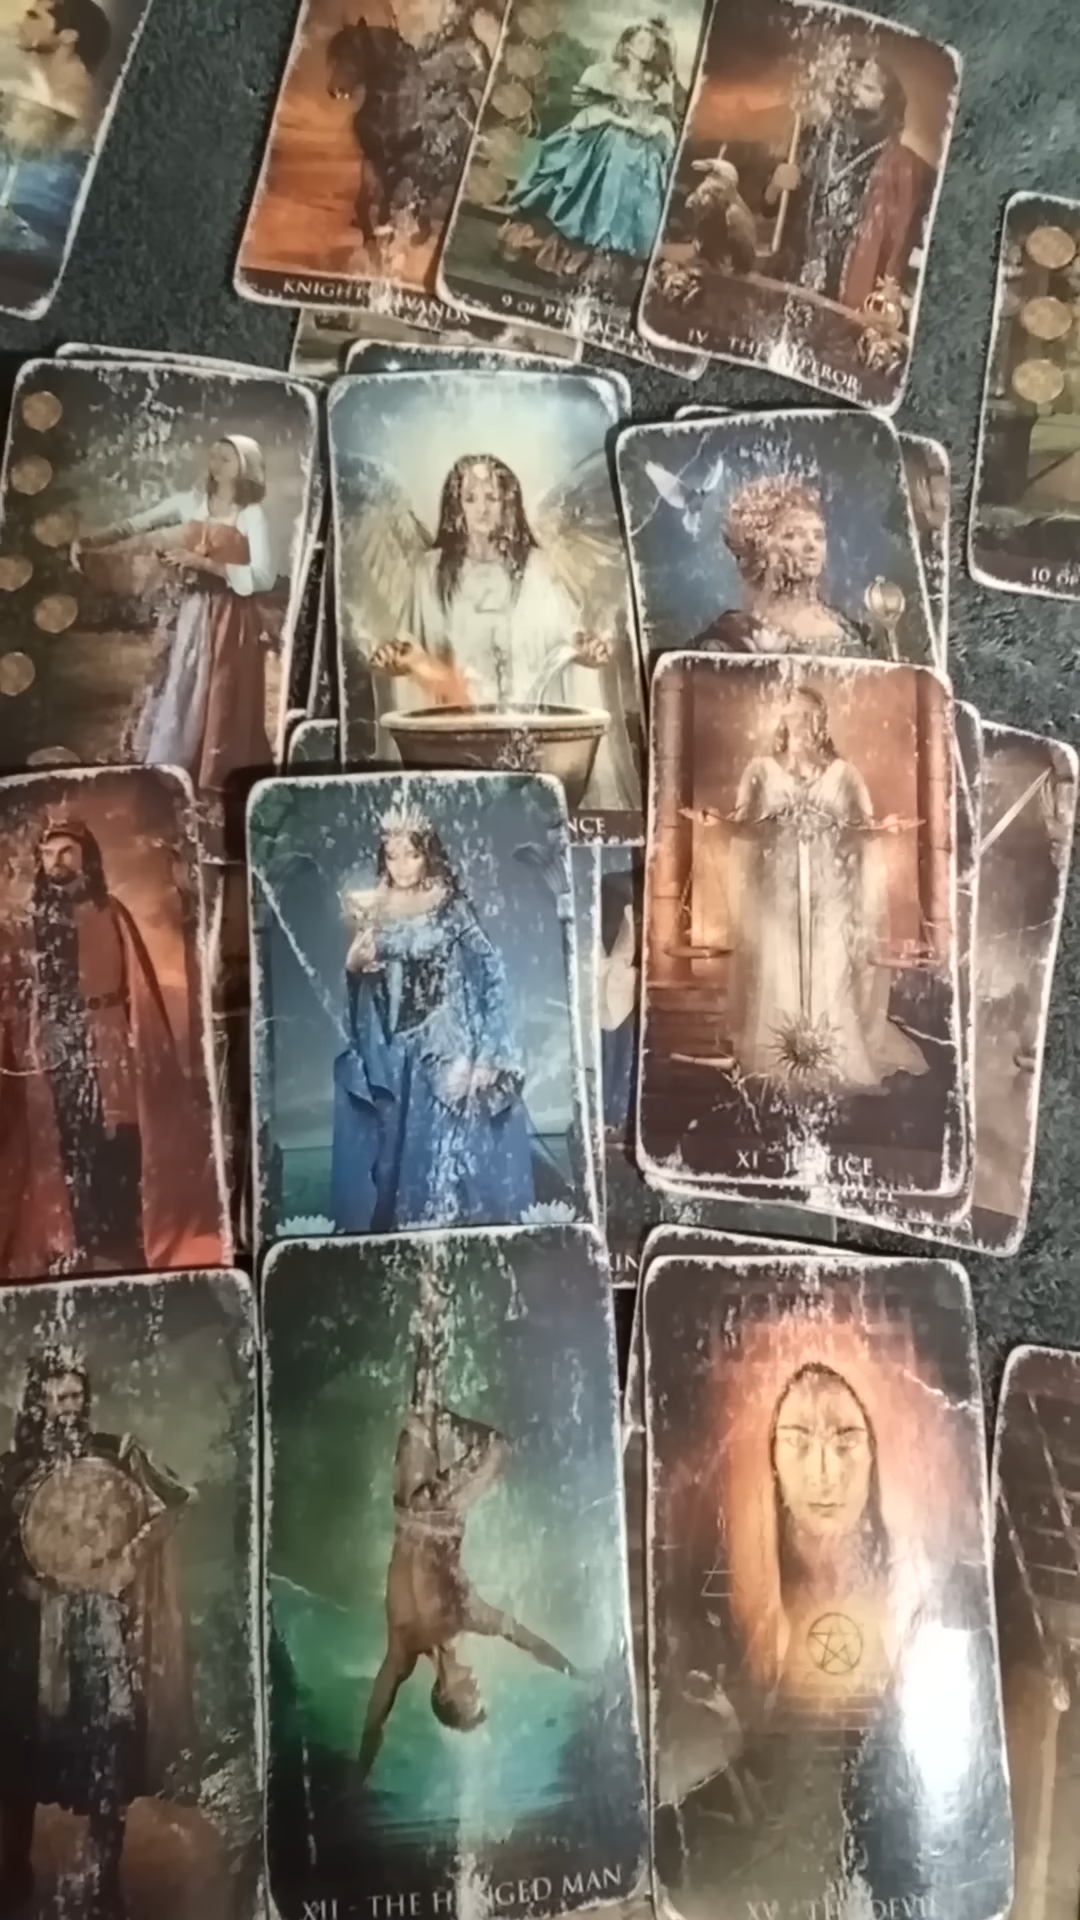 KNIGHT OF WANDS
9 OF PENTACLES
IV - THE EMPEROR
10 OF
NCE
XI - JUSTICE
XII - THE HANGED MAN
XV - THE DEVIL